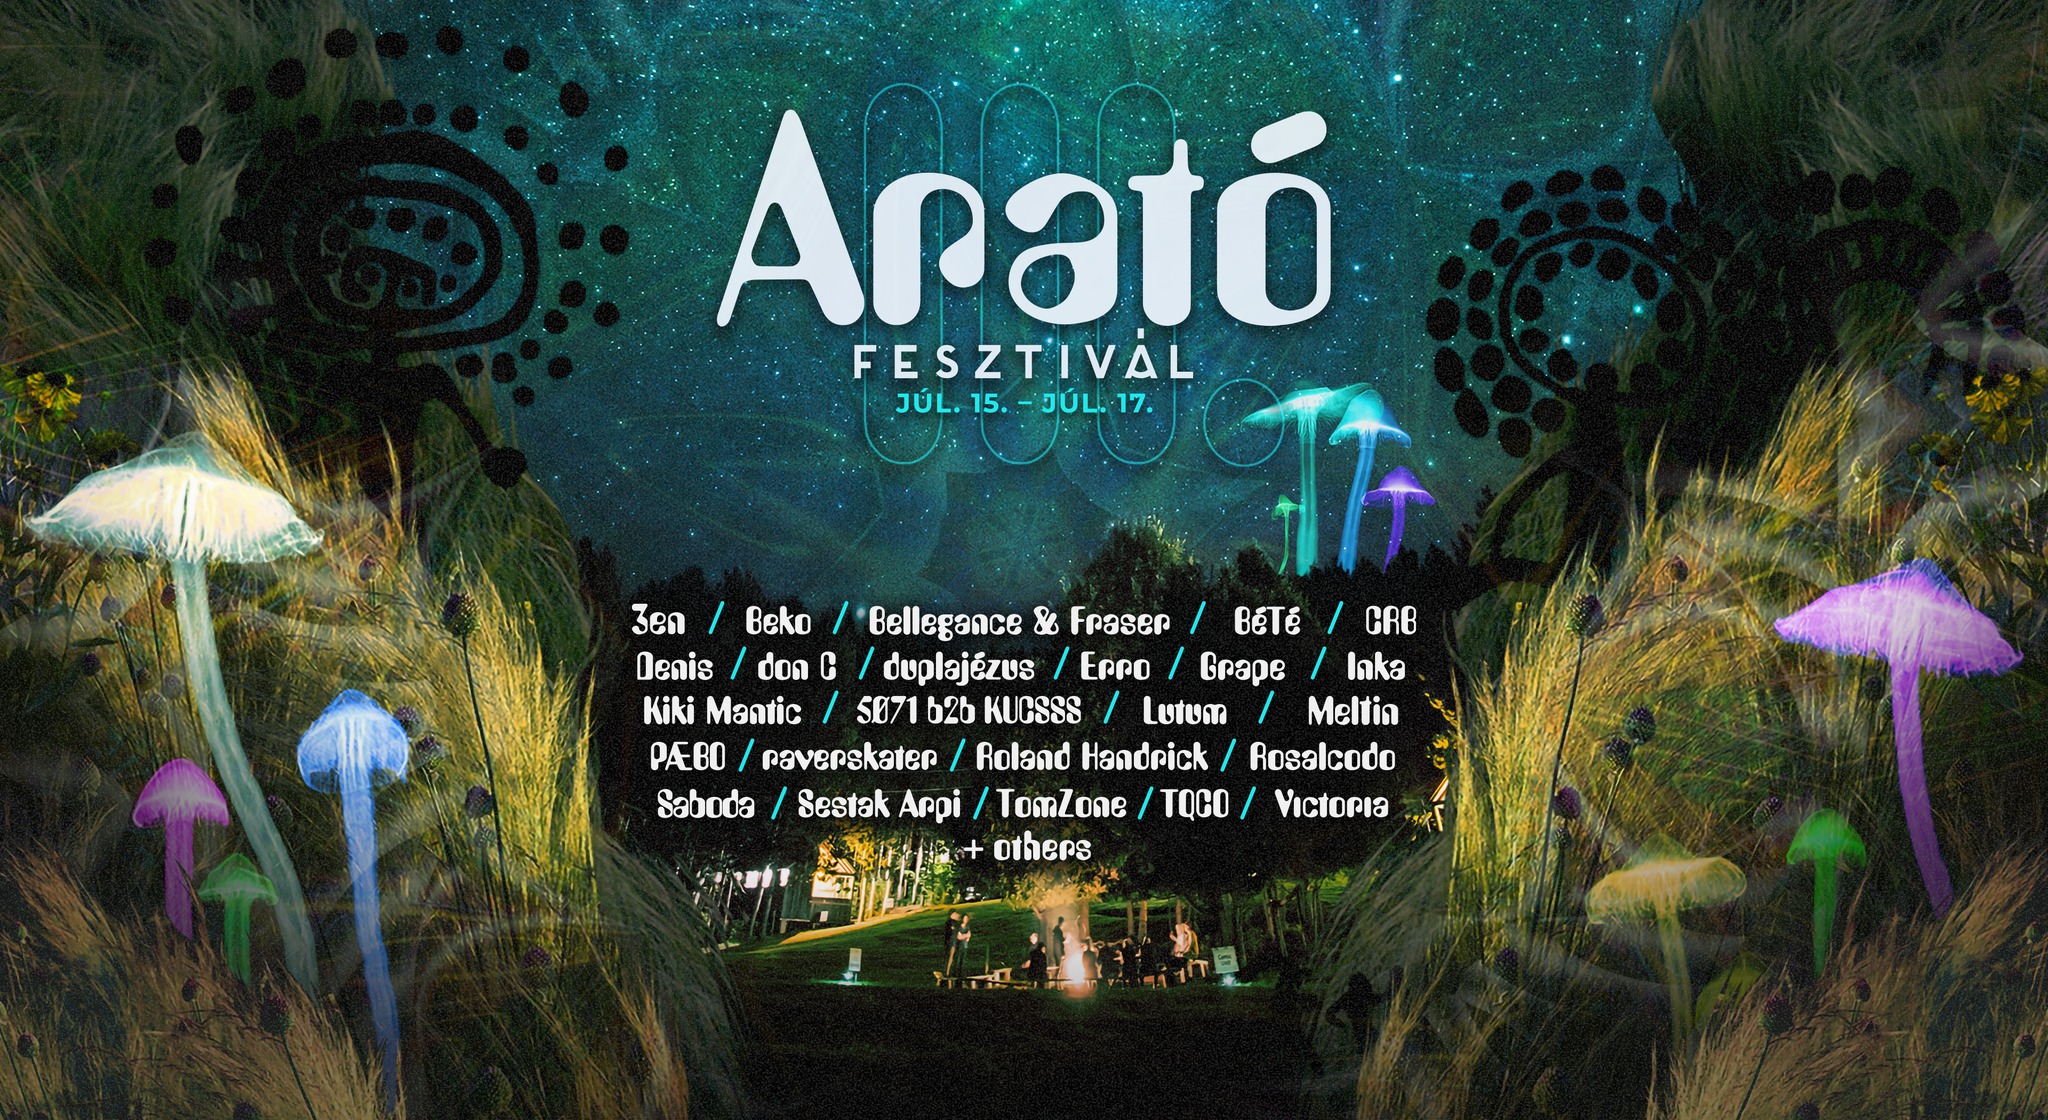 Arató
FESZTIVÁL
JÚL. 15. – JÚL. 17.
3en / Beko / Bellegance & Fraser / BéTé / CRB
Denis / don C / duplajézus / Erro / Grape / Inka
Kiki Mantic / 5Ø71 b2b KUCSSS / Lutum / Meltin
PÆBO / raverskater / Roland Handrick / Rosalcodo
Saboda / Sestak Arpi / TomZone / TQCO / Victoria
+ others